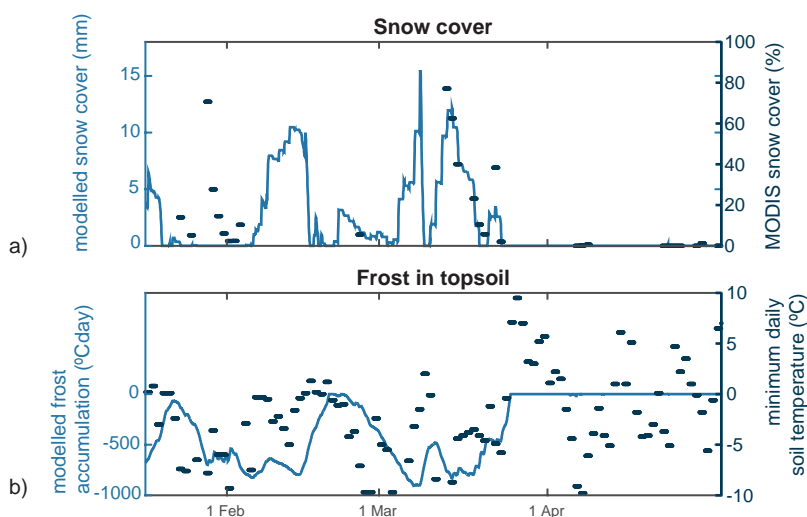 Snow cover
modelled snow cover (mm)
15
10
5
0
100
80
60
40
20
0
MODIS snow cover (%)
a)
Frost in topsoil
modelled frost
accumulation (ºCday)
0
-500
-1000
10
5
0
-5
-10
minimum daily
soil temperature (ºC)
b)
1 Feb
1 Mar
1 Apr